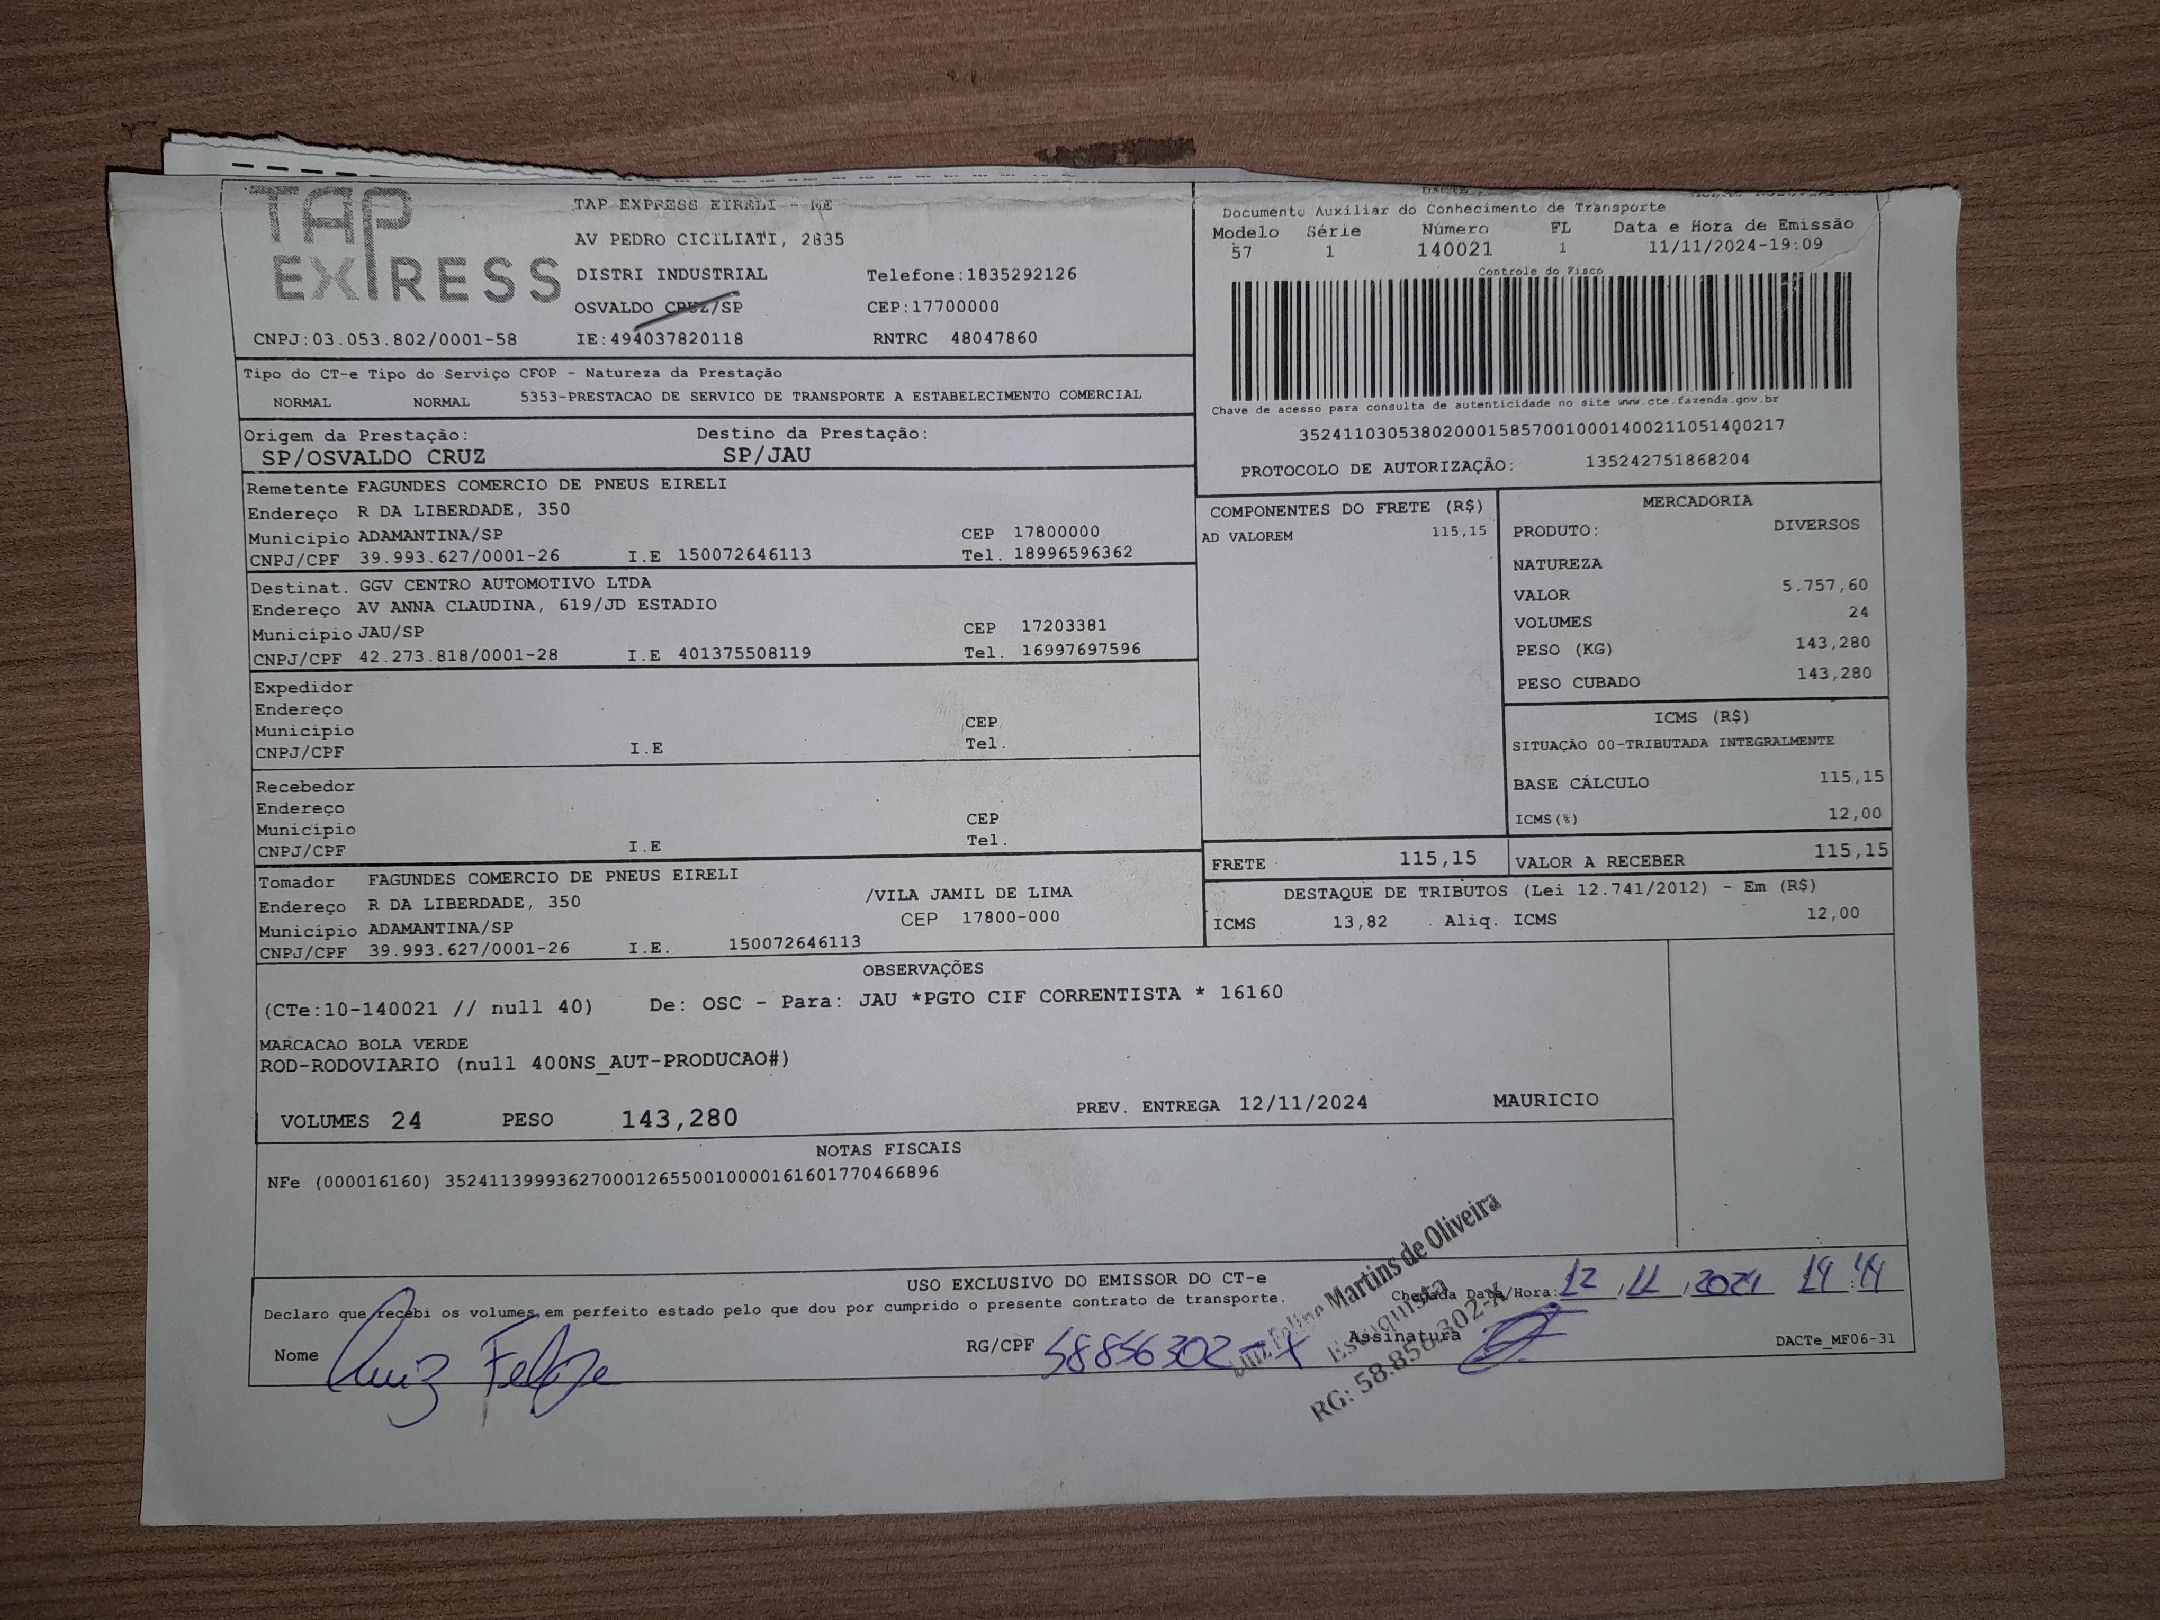 TAP
EXPRESS
TAP EXPRESS EIRELI - ME
AV PEDRO CICILIATI, 2835
DISTRI INDUSTRIAL Telefone:1835292126
OSVALDO CRUZ/SP CEP:17700000
CNPJ:03.053.802/0001-58 IE:494037820118 RNTRC 48047860
DACTE
Documento Auxiliar do Conhecimento de Transporte
Modelo Série Número FL Data e Hora de Emissão
57 1 140021 1 11/11/2024-19:09
Controle do Fisco
Chave de acesso para consulta de autenticidade no site www.cte.fazenda.gov.br
35241103053802000158570010001400211051400217
PROTOCOLO DE AUTORIZAÇÃO: 135242751868204
Tipo do CT-e Tipo do Serviço CFOP - Natureza da Prestação
NORMAL NORMAL 5353-PRESTACAO DE SERVICO DE TRANSPORTE A ESTABELECIMENTO COMERCIAL
Origem da Prestação: Destino da Prestação:
SP/OSVALDO CRUZ SP/JAU
Remetente FAGUNDES COMERCIO DE PNEUS EIRELI
Endereço R DA LIBERDADE, 350
Município ADAMANTINA/SP CEP 17800000
CNPJ/CPF 39.993.627/0001-26 I.E 150072646113 Tel. 18996596362
Destinat. GGV CENTRO AUTOMOTIVO LTDA
Endereço AV ANNA CLAUDINA, 619/JD ESTADIO
Município JAU/SP CEP 17203381
CNPJ/CPF 42.273.818/0001-28 I.E 401375508119 Tel. 16997697596
Expedidor
Endereço
Município CEP
CNPJ/CPF I.E Tel.
Recebedor
Endereço
Município CEP
CNPJ/CPF I.E Tel.
Tomador FAGUNDES COMERCIO DE PNEUS EIRELI
Endereço R DA LIBERDADE, 350 /VILA JAMIL DE LIMA
Município ADAMANTINA/SP CEP 17800-000
CNPJ/CPF 39.993.627/0001-26 I.E. 150072646113
COMPONENTES DO FRETE (R$)
AD VALOREM 115,15
MERCADORIA
PRODUTO: DIVERSOS
NATUREZA
VALOR 5.757,60
VOLUMES 24
PESO (KG) 143,280
PESO CUBADO 143,280
ICMS (R$)
SITUAÇÃO 00-TRIBUTADA INTEGRALMENTE
BASE CÁLCULO 115,15
ICMS(%) 12,00
FRETE 115,15 VALOR A RECEBER 115,15
DESTAQUE DE TRIBUTOS (Lei 12.741/2012) - Em (R$)
ICMS 13,82 Aliq. ICMS 12,00
OBSERVAÇÕES
(CTe:10-140021 // null 40) De: OSC - Para: JAU *PGTO CIF CORRENTISTA * 16160
MARCACAO BOLA VERDE
ROD-RODOVIARIO (null 400NS_AUT-PRODUCAO#)
VOLUMES 24 PESO 143,280 PREV. ENTREGA 12/11/2024 MAURICIO
NOTAS FISCAIS
NFe (000016160) 35241139993627000126550010000161601770466896
USO EXCLUSIVO DO EMISSOR DO CT-e
Declaro que recebi os volumes em perfeito estado pelo que dou por cumprido o presente contrato de transporte. Chegada Data/Hora: 12 11 2024 14:44
Nome Luiz Felipe RG/CPF 58856302-X Assinatura DACTe_MF06-31
Luiz Felipe Martins de Oliveira
Estoquista
RG: 58.856.302-X